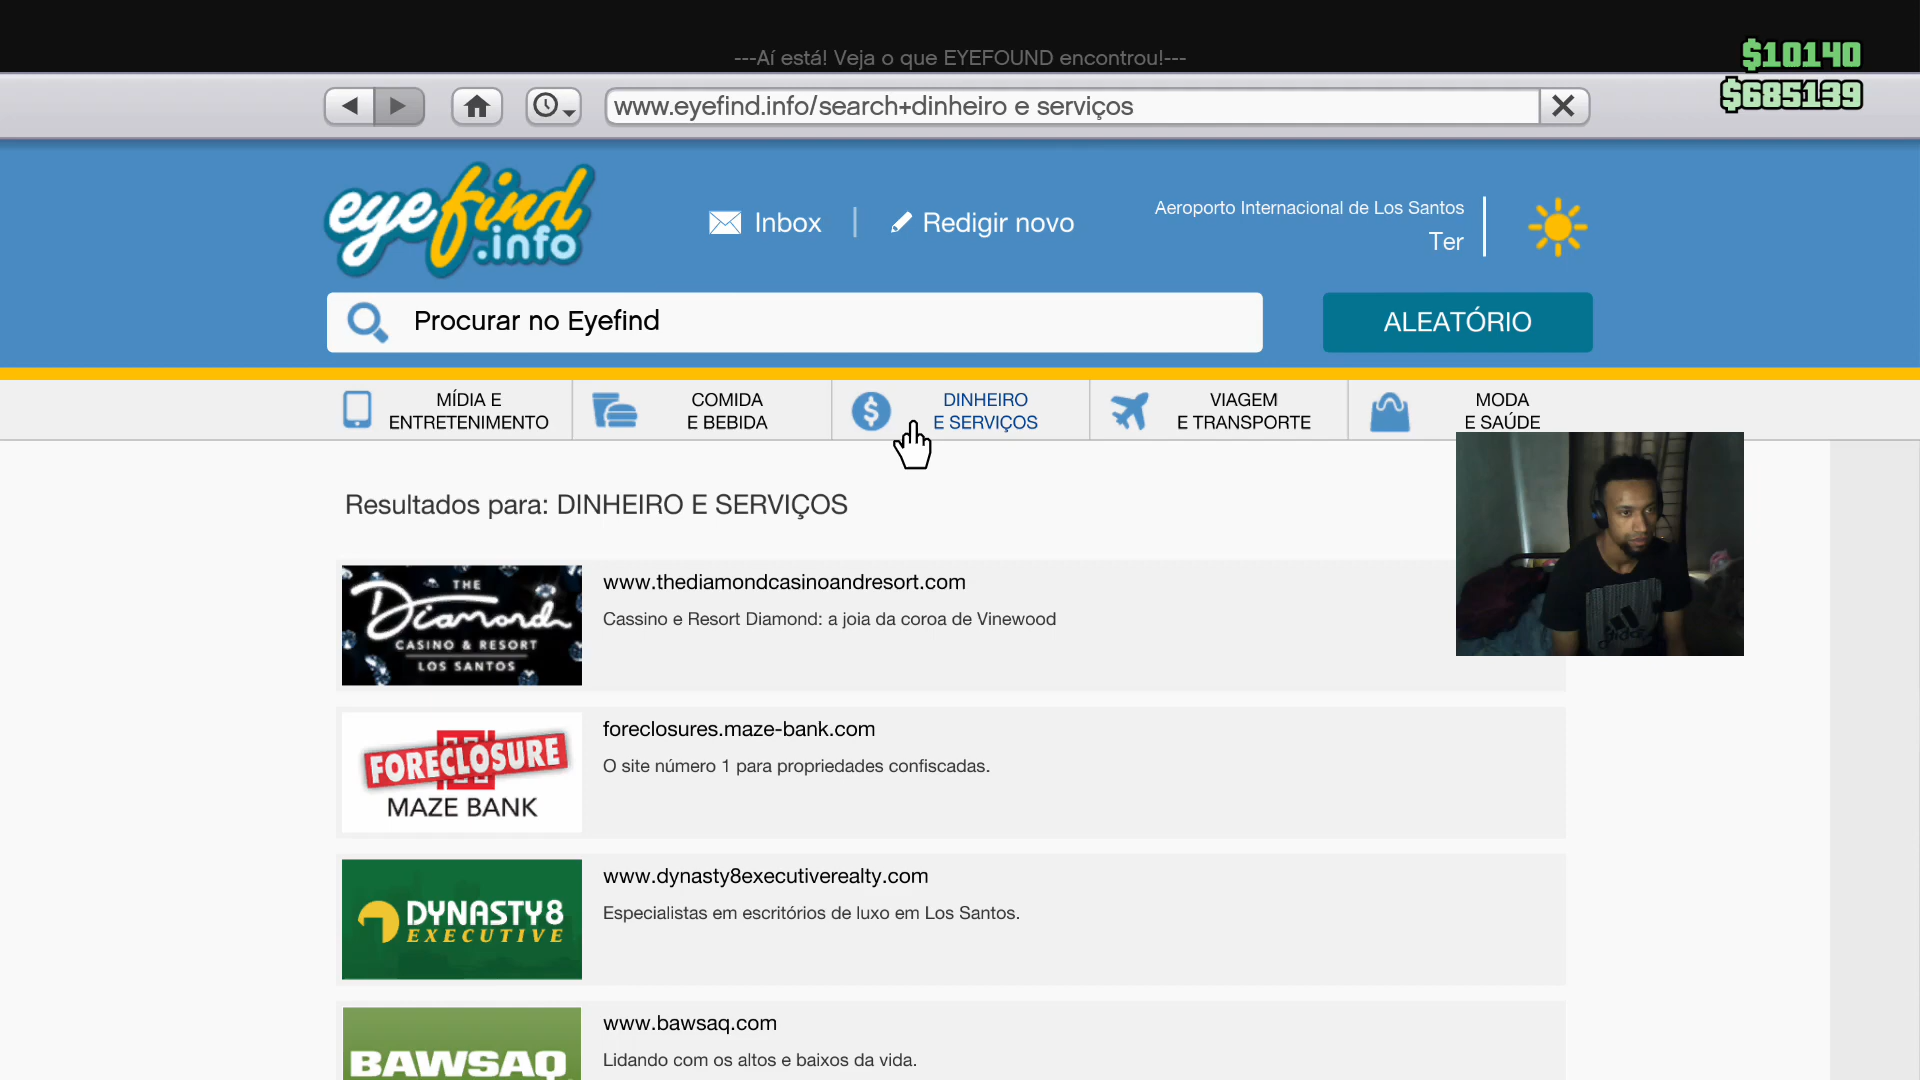 ---Aí está! Veja o que EYEFOUND encontrou!---
$10140
$685139
www.eyefind.info/search+dinheiro e serviços
eyefind
.info
Inbox
Redigir novo
Aeroporto Internacional de Los Santos
Ter
Procurar no Eyefind
ALEATÓRIO
MÍDIA E
ENTRETENIMENTO
COMIDA
E BEBIDA
DINHEIRO
E SERVIÇOS
VIAGEM
E TRANSPORTE
MODA
E SAÚDE
Resultados para: DINHEIRO E SERVIÇOS
THE
Diamond
CASINO & RESORT
LOS SANTOS
www.thediamondcasinoandresort.com
Cassino e Resort Diamond: a joia da coroa de Vinewood
FORECLOSURE
MAZE BANK
foreclosures.maze-bank.com
O site número 1 para propriedades confiscadas.
DYNASTY8
EXECUTIVE
www.dynasty8executiverealty.com
Especialistas em escritórios de luxo em Los Santos.
BAWSAQ
www.bawsaq.com
Lidando com os altos e baixos da vida.
adidas